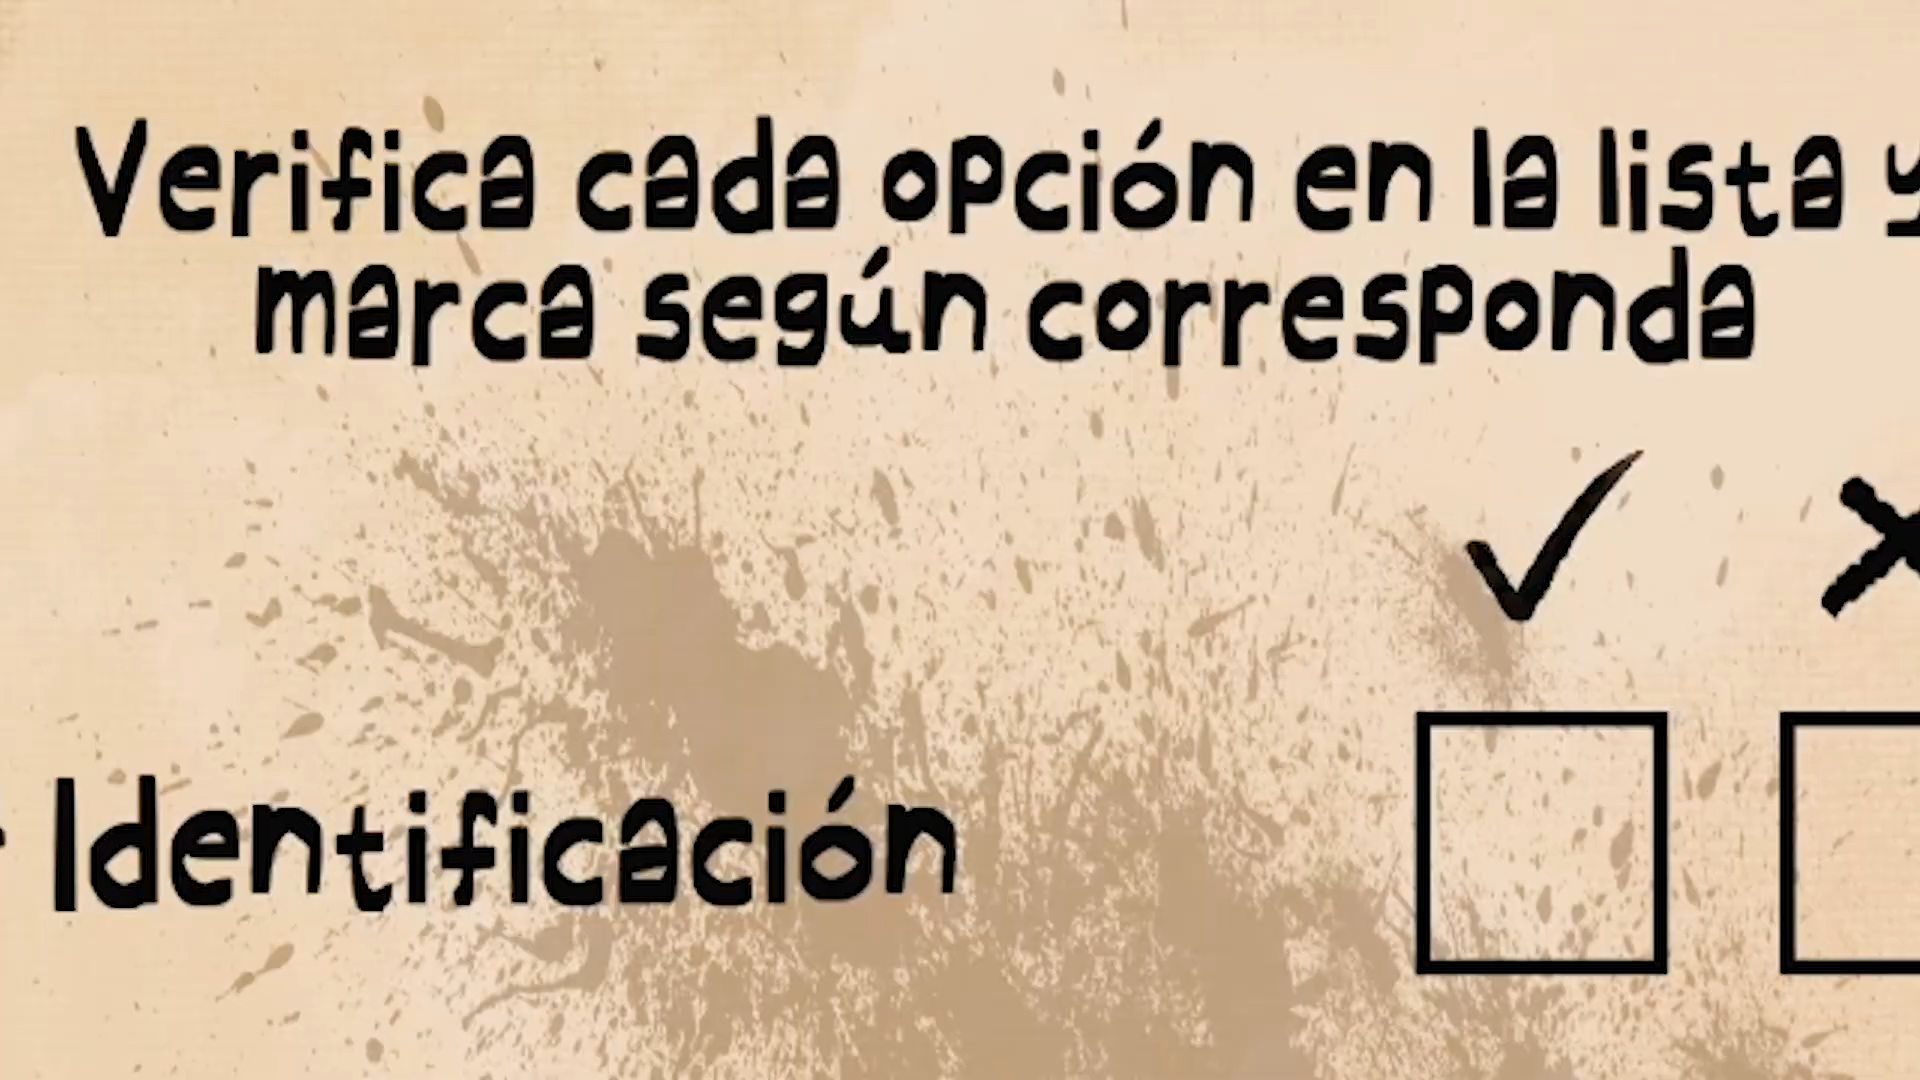 Verifica cada opción en la lista y
marca según corresponda
Identificación